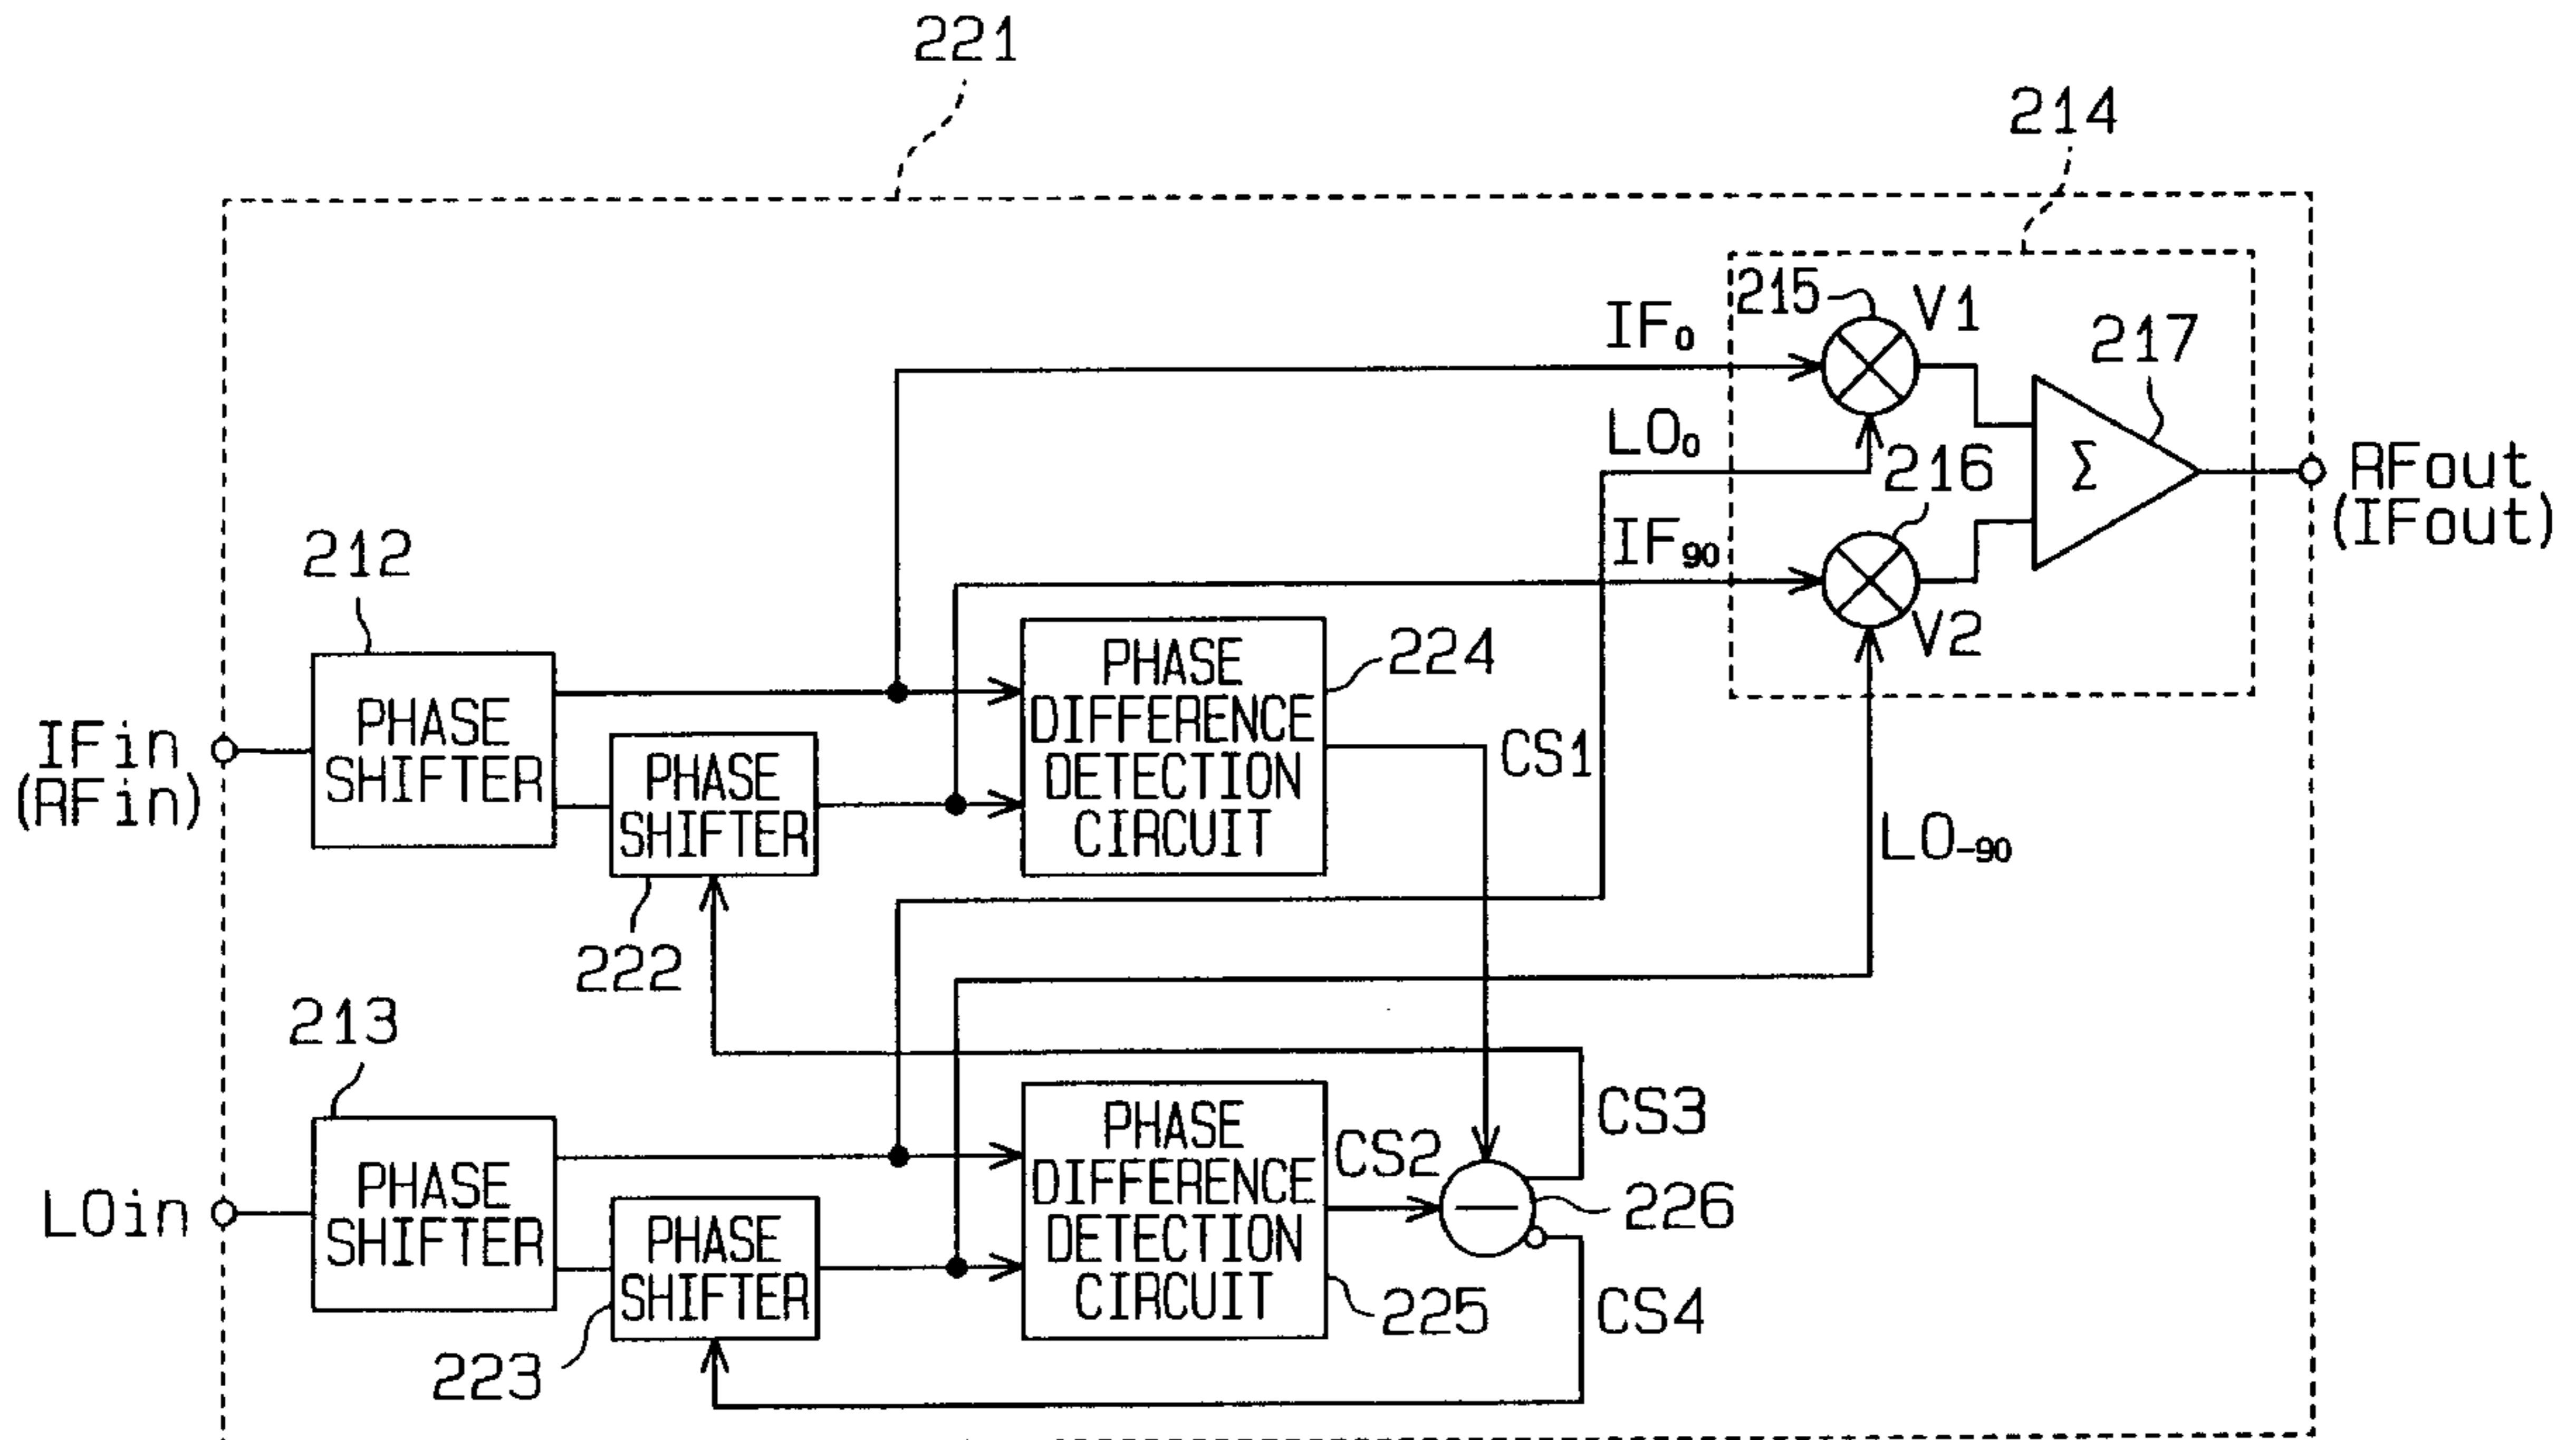 221
214
215
V1
217
IF0
LO0
216
RFout
(IFout)
IF90
V2
212
PHASE
SHIFTER
IFin
(RFin)
PHASE
SHIFTER
222
PHASE
DIFFERENCE
DETECTION
CIRCUIT
224
CS1
LO-90
213
PHASE
SHIFTER
LOin
PHASE
SHIFTER
223
PHASE
DIFFERENCE
DETECTION
CIRCUIT
225
CS2
CS3
226
CS4
Σ